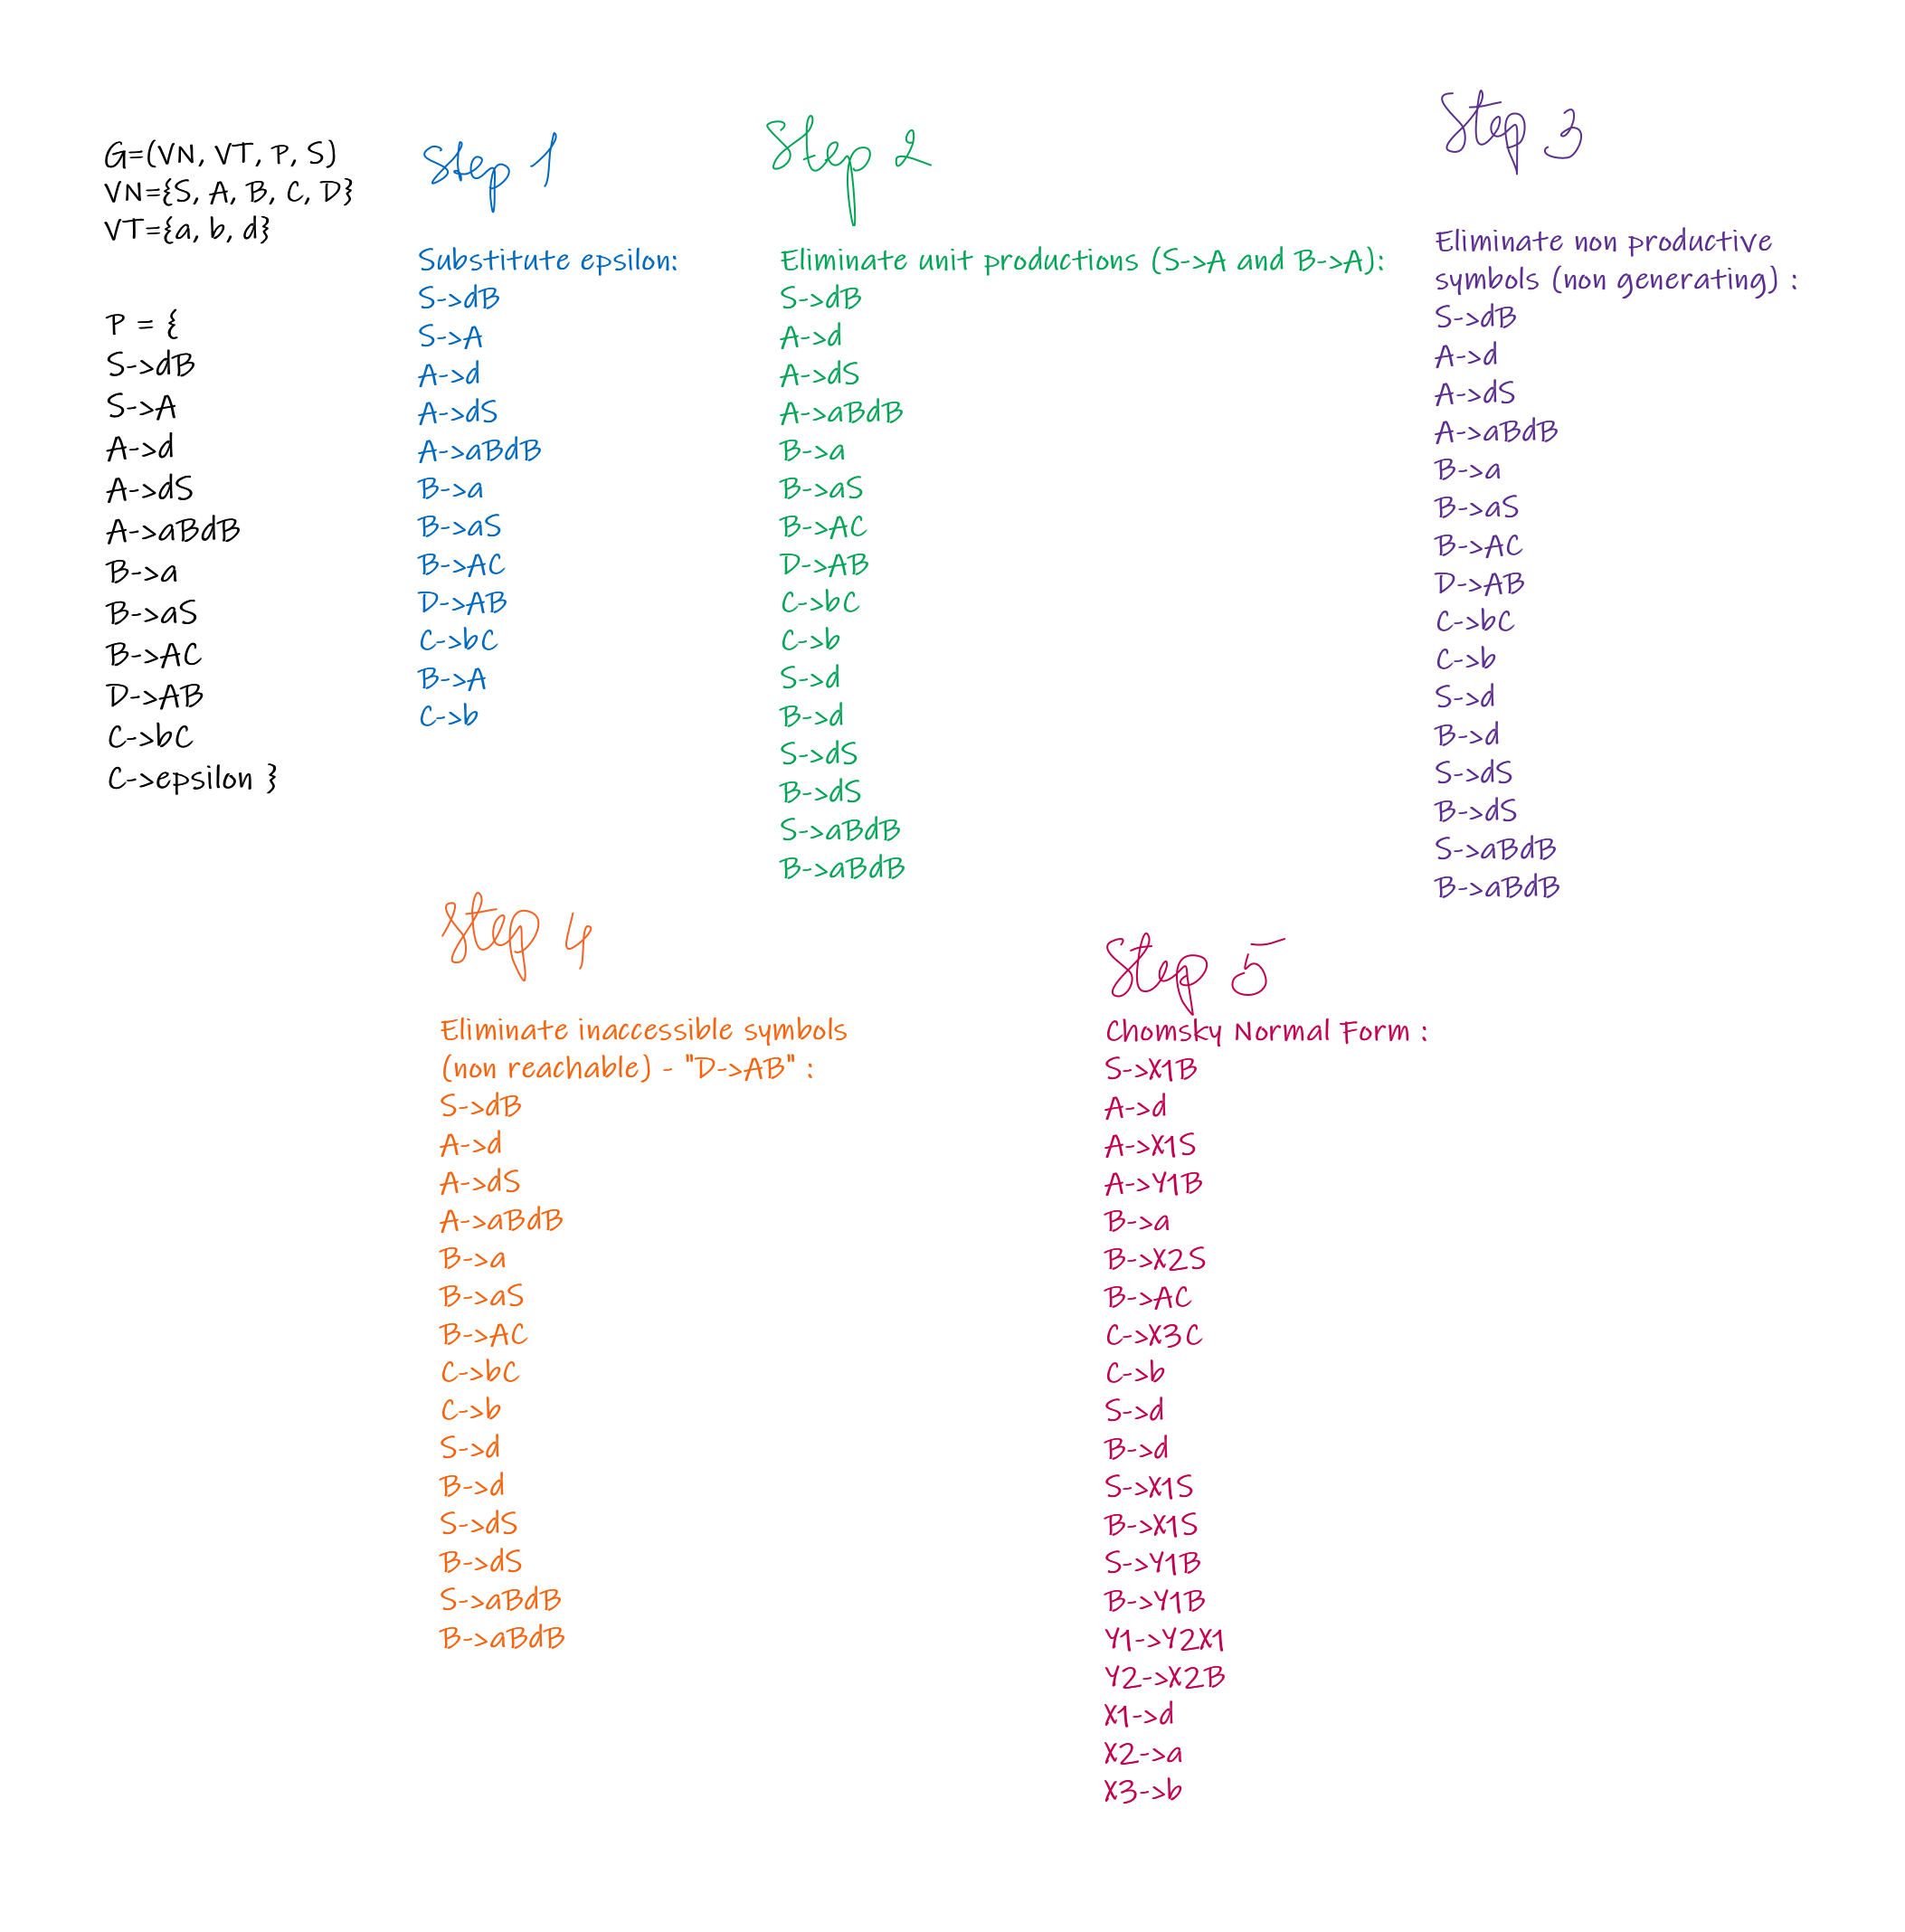 G=(VN, VT, P, S)
VN={S, A, B, C, D}
VT={a, b, d}
P = {
S->dB
S->A
A->d
A->dS
A->aBdB
B->a
B->aS
B->AC
D->AB
C->bC
C->epsilon }
Step 1
Substitute epsilon:
S->dB
S->A
A->d
A->dS
A->aBdB
B->a
B->aS
B->AC
D->AB
C->bC
B->A
C->b
Step 2
Eliminate unit productions (S->A and B->A):
S->dB
A->d
A->dS
A->aBdB
B->a
B->aS
B->AC
D->AB
C->bC
C->b
S->d
B->d
S->dS
B->dS
S->aBdB
B->aBdB
Step 3
Eliminate non productive
symbols (non generating) :
S->dB
A->d
A->dS
A->aBdB
B->a
B->aS
B->AC
D->AB
C->bC
C->b
S->d
B->d
S->dS
B->dS
S->aBdB
B->aBdB
Step 4
Eliminate inaccessible symbols
(non reachable) - "D->AB" :
S->dB
A->d
A->dS
A->aBdB
B->a
B->aS
B->AC
C->bC
C->b
S->d
B->d
S->dS
B->dS
S->aBdB
B->aBdB
Step 5
Chomsky Normal Form :
S->X1B
A->d
A->X1S
A->Y1B
B->a
B->X2S
B->AC
C->X3C
C->b
S->d
B->d
S->X1S
B->X1S
S->Y1B
B->Y1B
Y1->Y2X1
Y2->X2B
X1->d
X2->a
X3->b